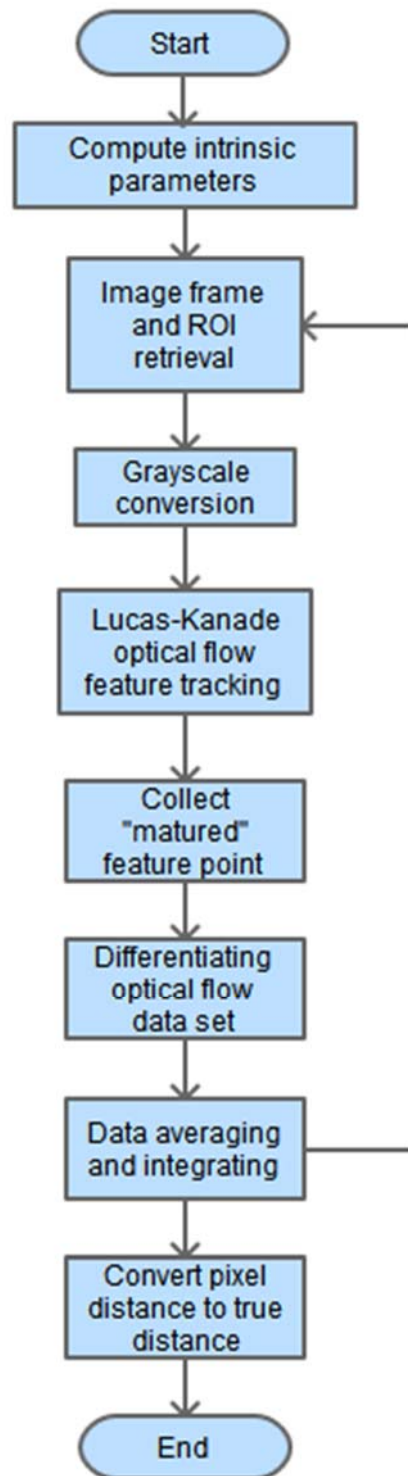 Start
Compute intrinsic
parameters
Image frame
and ROI
retrieval
Grayscale
conversion
Lucas-Kanade
optical flow
feature tracking
Collect
"matured"
feature point
Differentiating
optical flow
data set
Data averaging
and integrating
Convert pixel
distance to true
distance
End